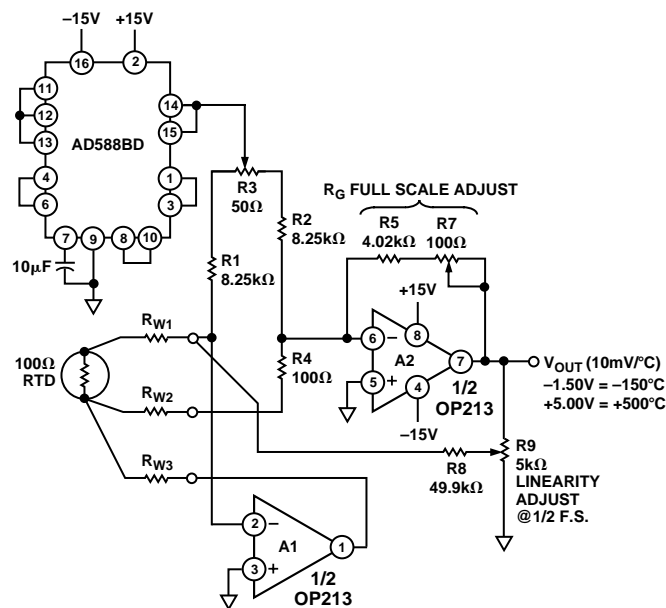 –15V +15V
16 2
11
12
13
14
15
AD588BD
4
6
1
3
7 9 8 10
10μF
R3
50Ω
R2
8.25kΩ
R1
8.25kΩ
RG FULL SCALE ADJUST
R5
4.02kΩ
R7
100Ω
+15V
6 –
8
A2
7
5 +
4
1/2
OP213
–15V
VOUT (10mV/°C)
–1.50V = –150°C
+5.00V = +500°C
RW1
100Ω
RTD
R4
100Ω
RW2
RW3
R8
49.9kΩ
R9
5kΩ
LINEARITY
ADJUST
@1/2 F.S.
2 –
A1
1
3 +
1/2
OP213